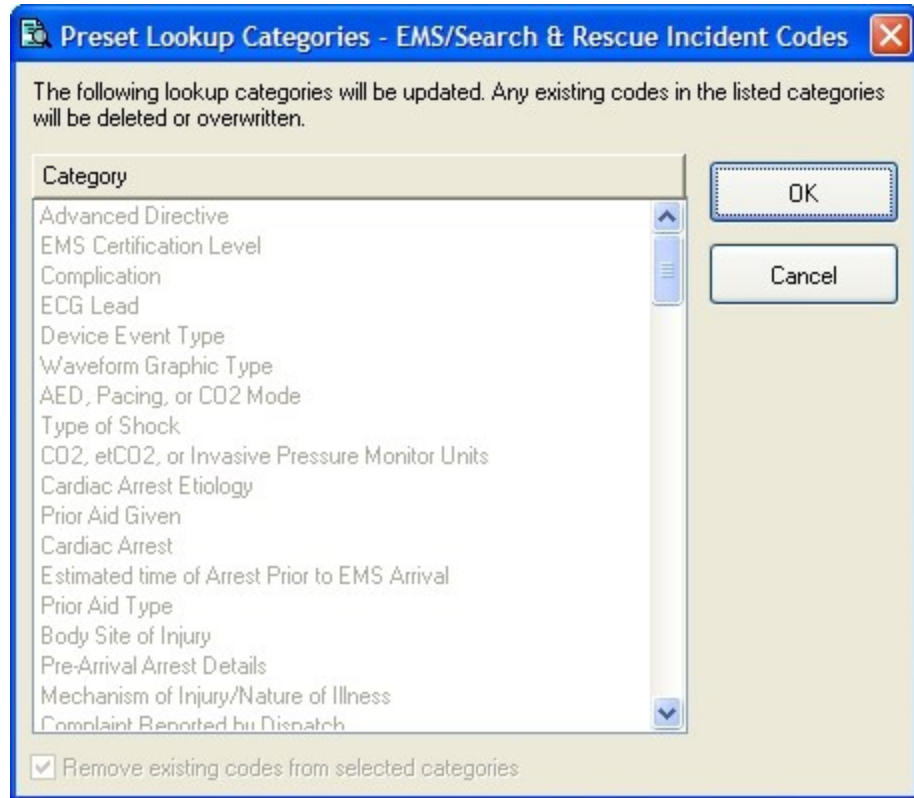 Preset Lookup Categories - EMS/Search & Rescue Incident Codes
The following lookup categories will be updated. Any existing codes in the listed categories
will be deleted or overwritten.
Category
Advanced Directive
EMS Certification Level
Complication
ECG Lead
Device Event Type
Waveform Graphic Type
AED, Pacing, or CO2 Mode
Type of Shock
CO2, etCO2, or Invasive Pressure Monitor Units
Cardiac Arrest Etiology
Prior Aid Given
Cardiac Arrest
Estimated time of Arrest Prior to EMS Arrival
Prior Aid Type
Body Site of Injury
Pre-Arrival Arrest Details
Mechanism of Injury/Nature of Illness
Complaint Reported by Dispatch
OK
Cancel
Remove existing codes from selected categories